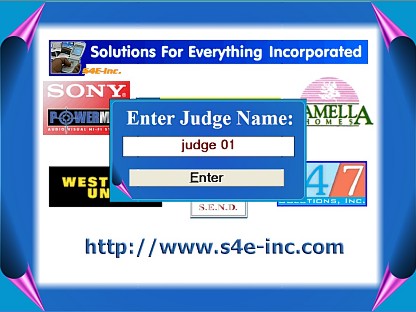 Solutions For Everything Incorporated
S4E-Inc.
SONY
AMELLA
HOMES
Enter Judge Name:
judge 01
Enter
WEST
UN
4/7
SOLUTIONS, INC.
S.E.N.D.
http://www.s4e-inc.com